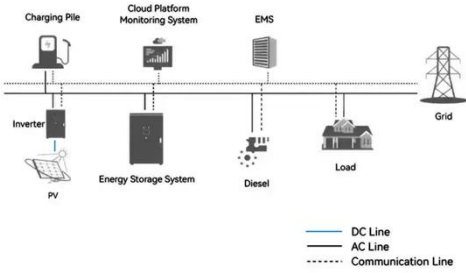 Charging Pile
Cloud Platform
Monitoring System
EMS
Grid
Inverter
PV
Energy Storage System
Diesel
Load
DC Line
AC Line
Communication Line